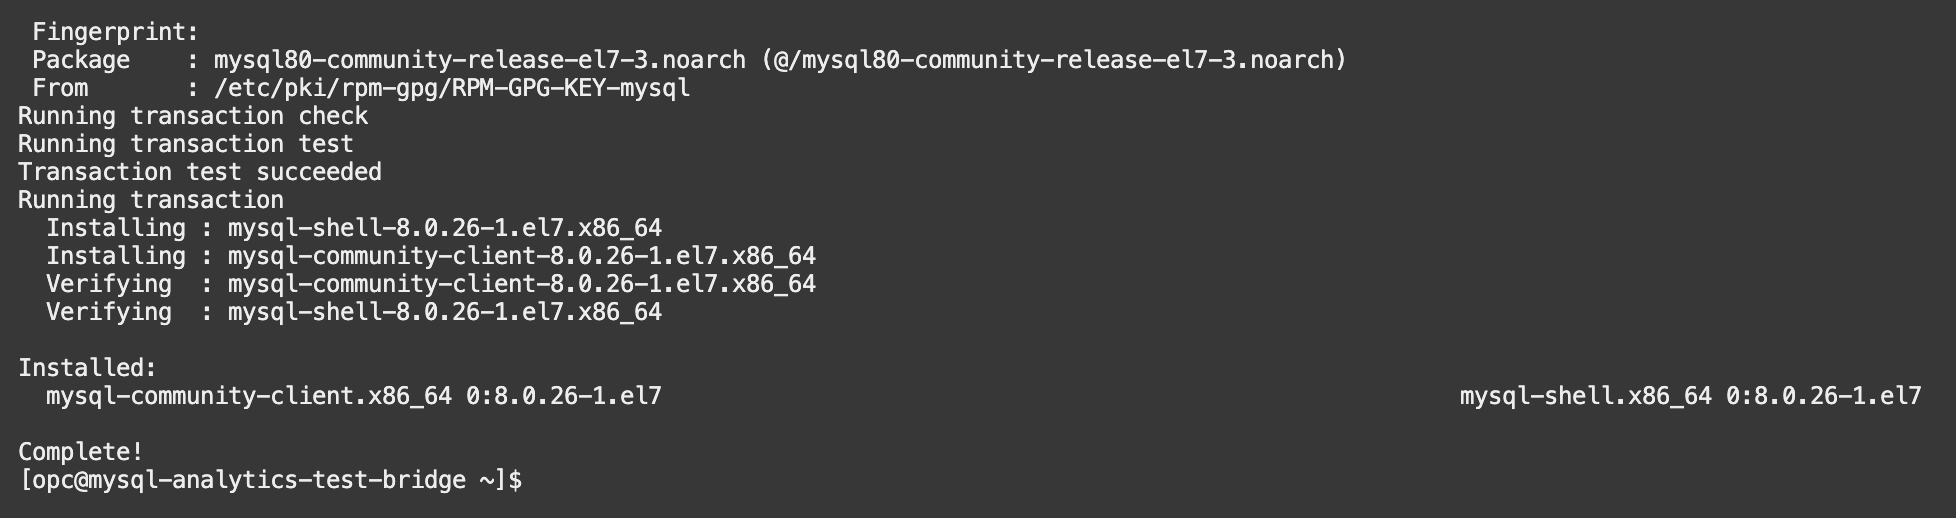 Fingerprint:
Package    : mysql80-community-release-el7-3.noarch (@/mysql80-community-release-el7-3.noarch)
From       : /etc/pki/rpm-gpg/RPM-GPG-KEY-mysql
Running transaction check
Running transaction test
Transaction test succeeded
Running transaction
  Installing : mysql-shell-8.0.26-1.el7.x86_64
  Installing : mysql-community-client-8.0.26-1.el7.x86_64
  Verifying  : mysql-community-client-8.0.26-1.el7.x86_64
  Verifying  : mysql-shell-8.0.26-1.el7.x86_64
Installed:
  mysql-community-client.x86_64 0:8.0.26-1.el7    mysql-shell.x86_64 0:8.0.26-1.el7
Complete!
[opc@mysql-analytics-test-bridge ~]$